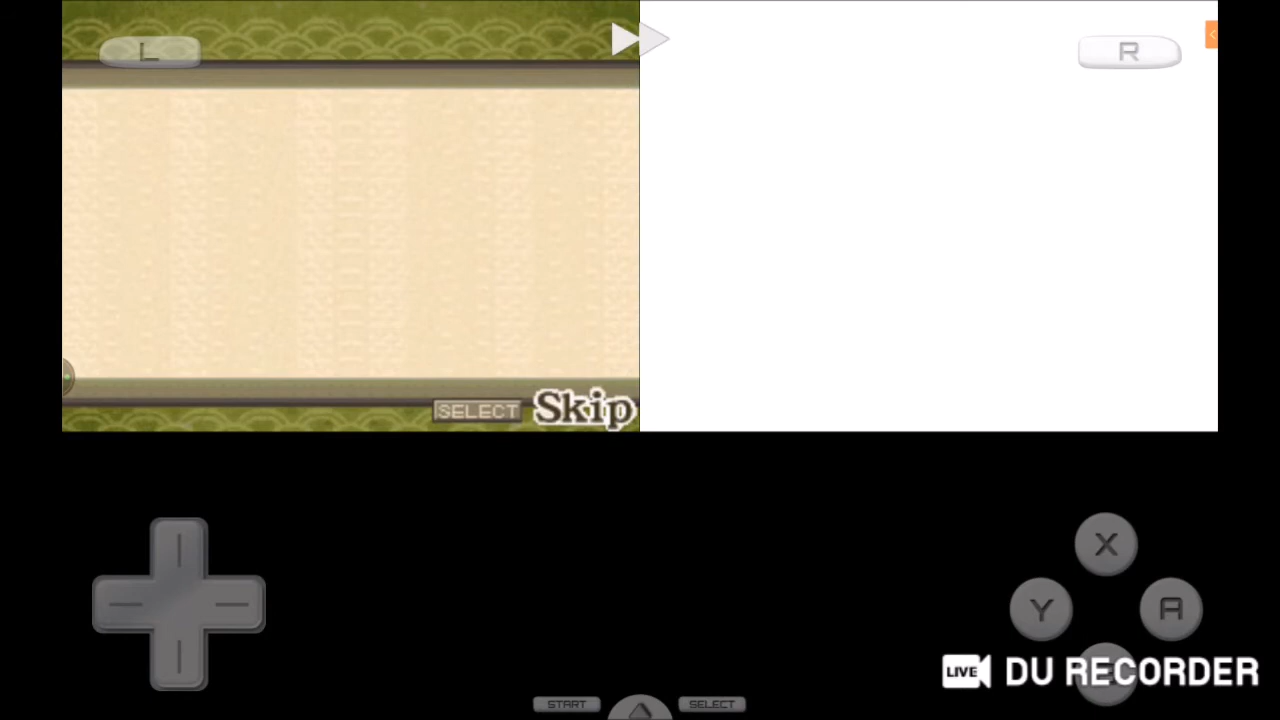 L
R
SELECT Skip
X
Y
A
LIVE DU RECORDER
START
SELECT